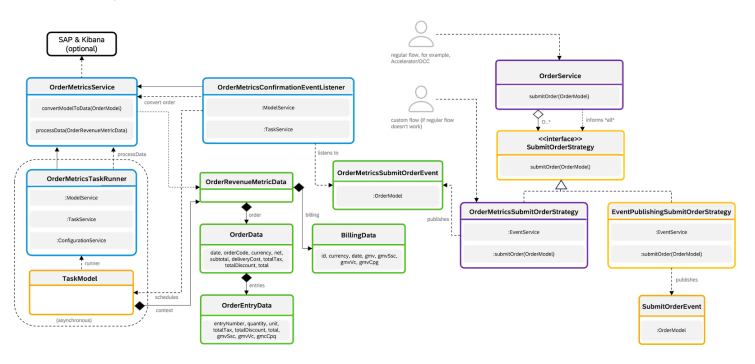 SAP & Kibana
(optional)
OrderMetricsService
convertModelToData(OrderModel)
processData(OrderRevenueMetricData)
processData
OrderMetricsTaskRunner
:ModelService
:TaskService
:ConfigurationService
runner
TaskModel
(asynchronous)
OrderMetricsConfirmationEventListener
:ModelService
:TaskService
convert order
listens to
schedules
context
OrderRevenueMetricData
order
billing
OrderData
date, orderCode, currency, net,
subtotal, deliveryCost, totalTax,
totalDiscount, total
entries
OrderEntryData
entryNumber, quantity, unit,
totalTax, totalDiscount, total,
gmvSsc, gmvVc, gmcCpq
BillingData
id, currency, date, gmv, gmvSsc,
gmvVc, gmvCpg
OrderMetricsSubmitOrderEvent
:OrderModel
publishes
regular flow, for example,
Accelerator/OCC
custom flow (if regular flow
doesn't work)
OrderService
submitOrder(OrderModel)
0..*
informs *all*
<<interface>>
SubmitOrderStrategy
submitOrder(OrderModel)
OrderMetricsSubmitOrderStrategy
:EventService
:submitOrder(OrderModel)
EventPublishingSubmitOrderStrategy
:EventService
:submitOrder(OrderModel)
publishes
SubmitOrderEvent
:OrderModel